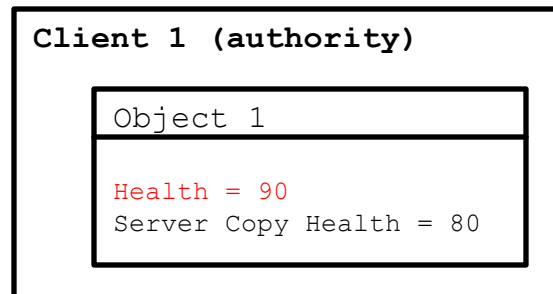 Client 1 (authority)
Object 1
Health = 90
Server Copy Health = 80